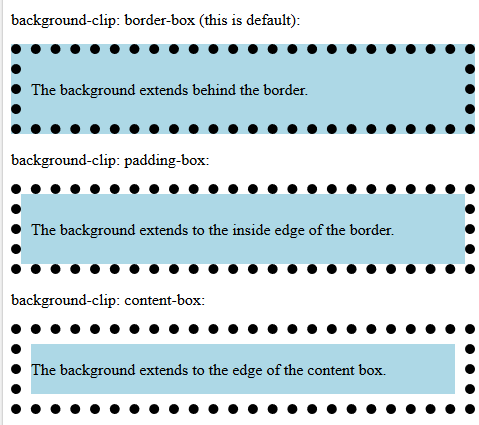 background-clip: border-box (this is default):
The background extends behind the border.
background-clip: padding-box:
The background extends to the inside edge of the border.
background-clip: content-box:
The background extends to the edge of the content box.